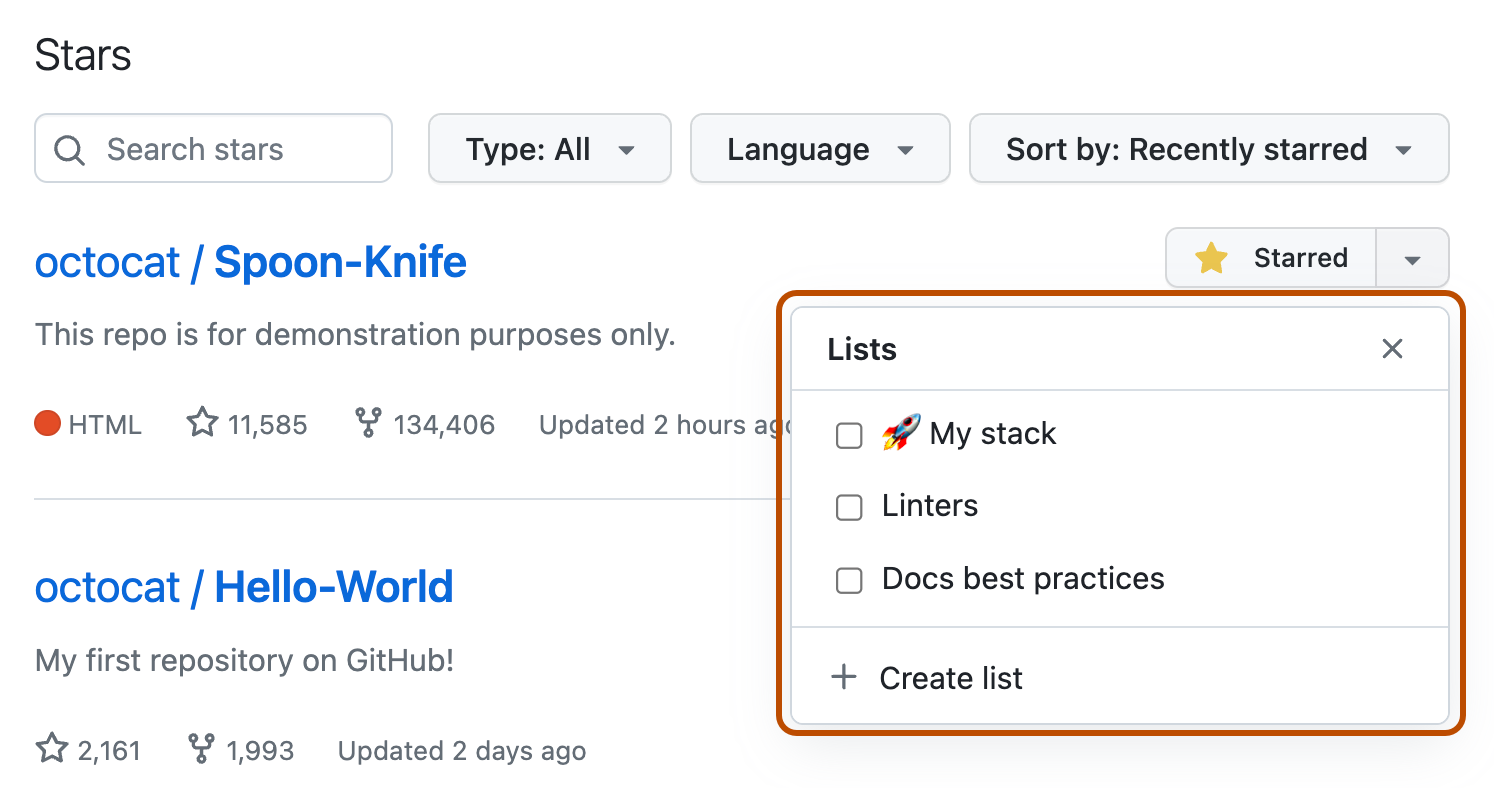 Stars
Search stars
Type: All
Language
Sort by: Recently starred
octocat / Spoon-Knife
Starred
This repo is for demonstration purposes only.
HTML
11,585
134,406
Updated 2 hours ago
Lists
🚀 My stack
Linters
Docs best practices
Create list
octocat / Hello-World
My first repository on GitHub!
2,161
1,993
Updated 2 days ago